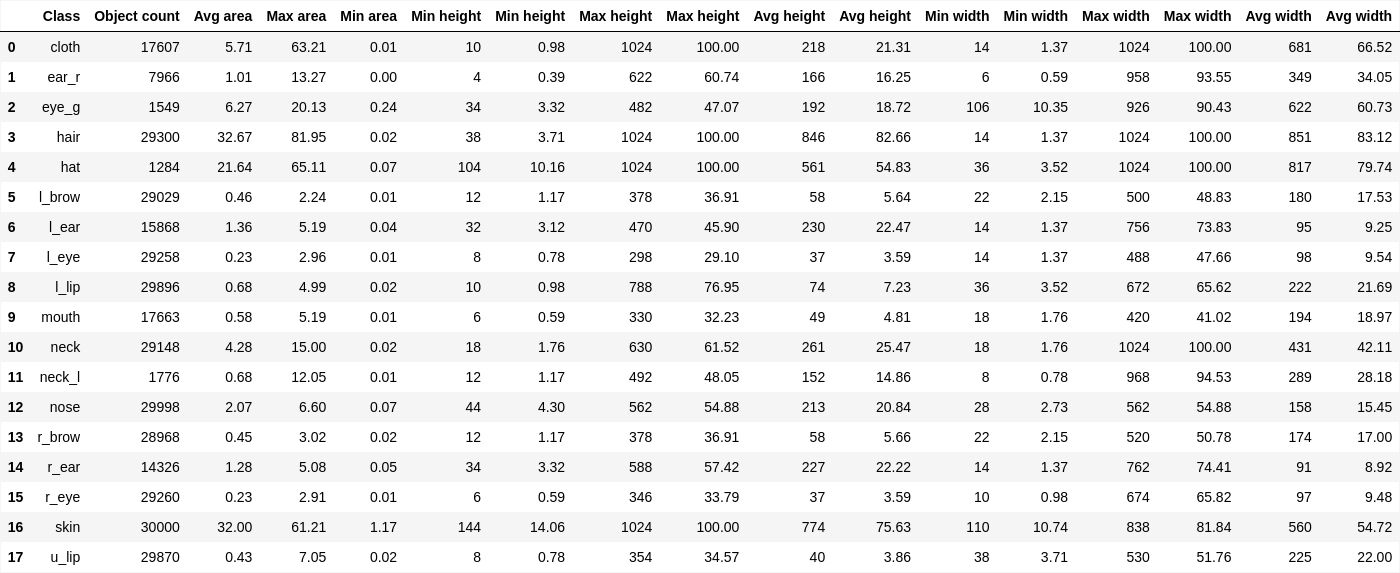 Class Object count Avg area Max area Min area Min height Min height Max height Max height Avg height Avg height Min width Min width Max width Max width Avg width Avg width
0 cloth 17607 5.71 63.21 0.01 10 0.98 1024 100.00 218 21.31 14 1.37 1024 100.00 681 66.52
1 ear_r 7966 1.01 13.27 0.00 4 0.39 622 60.74 166 16.25 6 0.59 958 93.55 349 34.05
2 eye_g 1549 6.27 20.13 0.24 34 3.32 482 47.07 192 18.72 106 10.35 926 90.43 622 60.73
3 hair 29300 32.67 81.95 0.02 38 3.71 1024 100.00 846 82.66 14 1.37 1024 100.00 851 83.12
4 hat 1284 21.64 65.11 0.07 104 10.16 1024 100.00 561 54.83 36 3.52 1024 100.00 817 79.74
5 l_brow 29029 0.46 2.24 0.01 12 1.17 378 36.91 58 5.64 22 2.15 500 48.83 180 17.53
6 l_ear 15868 1.36 5.19 0.04 32 3.12 470 45.90 230 22.47 14 1.37 756 73.83 95 9.25
7 l_eye 29258 0.23 2.96 0.01 8 0.78 298 29.10 37 3.59 14 1.37 488 47.66 98 9.54
8 l_lip 29896 0.68 4.99 0.02 10 0.98 788 76.95 74 7.23 36 3.52 672 65.62 222 21.69
9 mouth 17663 0.58 5.19 0.01 6 0.59 330 32.23 49 4.81 18 1.76 420 41.02 194 18.97
10 neck 29148 4.28 15.00 0.02 18 1.76 630 61.52 261 25.47 18 1.76 1024 100.00 431 42.11
11 neck_l 1776 0.68 12.05 0.01 12 1.17 492 48.05 152 14.86 8 0.78 968 94.53 289 28.18
12 nose 29998 2.07 6.60 0.07 44 4.30 562 54.88 213 20.84 28 2.73 562 54.88 158 15.45
13 r_brow 28968 0.45 3.02 0.02 12 1.17 378 36.91 58 5.66 22 2.15 520 50.78 174 17.00
14 r_ear 14326 1.28 5.08 0.05 34 3.32 588 57.42 227 22.22 14 1.37 762 74.41 91 8.92
15 r_eye 29260 0.23 2.91 0.01 6 0.59 346 33.79 37 3.59 10 0.98 674 65.82 97 9.48
16 skin 30000 32.00 61.21 1.17 144 14.06 1024 100.00 774 75.63 110 10.74 838 81.84 560 54.72
17 u_lip 29870 0.43 7.05 0.02 8 0.78 354 34.57 40 3.86 38 3.71 530 51.76 225 22.00